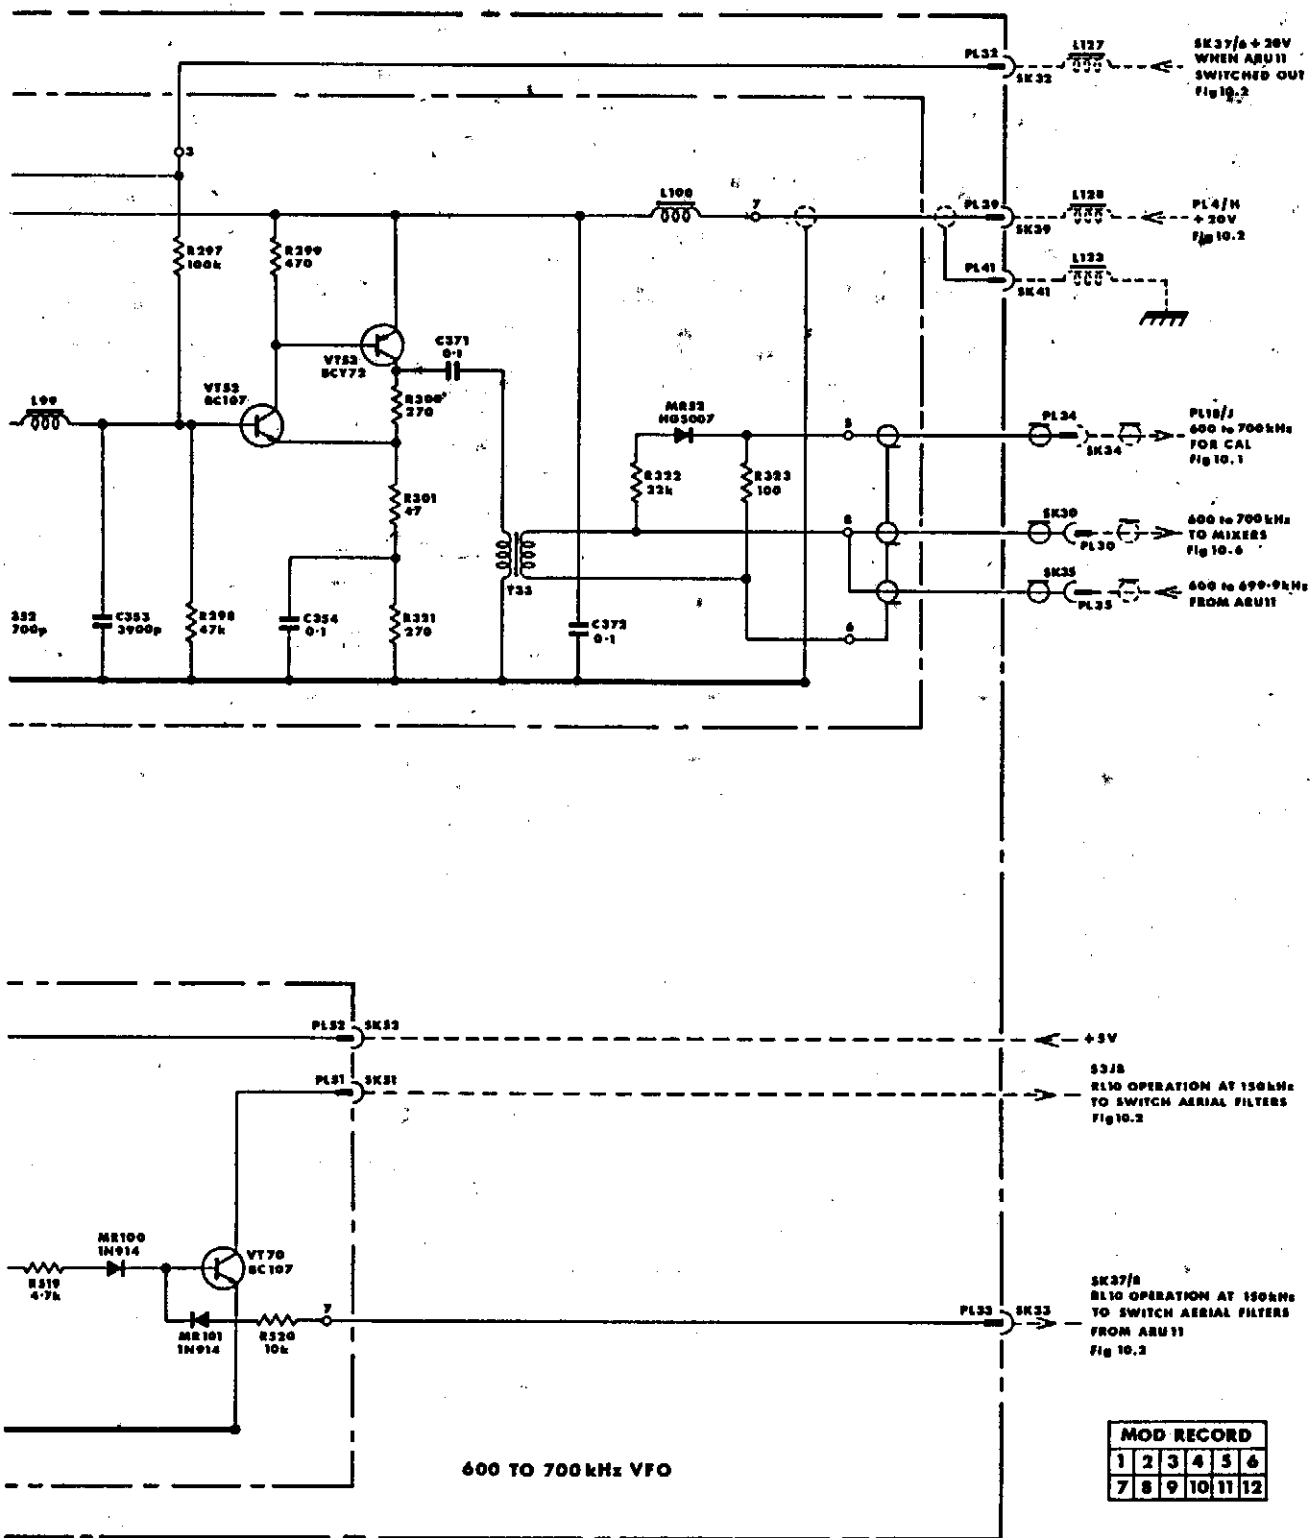 PL32
SK32
L127
SK37/6 + 20V
WHEN ARU11
SWITCHED OUT
Fig 10.2
3
L100
7
PL39
SK39
L128
PL4/H
+ 20V
Fig 10.2
PL41
SK41
L123
R297
100k
R299
470
VT53
BCY72
C371
0·1
L99
VT52
BC107
R300
270
R301
47
MR52
HG5007
R322
22k
R323
100
5
PL34
SK34
PL18/J
600 to 700kHz
FOR CAL
Fig 10.1
8
SK30
PL30
600 to 700kHz
TO MIXERS
Fig 10.6
T33
SK35
PL35
600 to 699·9kHz
FROM ARU11
352
700p
C353
3900p
R298
47k
C354
0·1
R321
270
C372
0·1
6
PL52
SK52
+5V
PL51
SK51
S3JB
RL10 OPERATION AT 150kHz
TO SWITCH AERIAL FILTERS
Fig 10.2
MR100
1N914
VT70
BC107
R519
4·7k
MR101
1N914
R520
10k
7
PL33
SK33
SK37/8
RL10 OPERATION AT 150kHz
TO SWITCH AERIAL FILTERS
FROM ARU11
Fig 10.2
600 TO 700kHz VFO
MOD RECORD
1 2 3 4 5 6
7 8 9 10 11 12